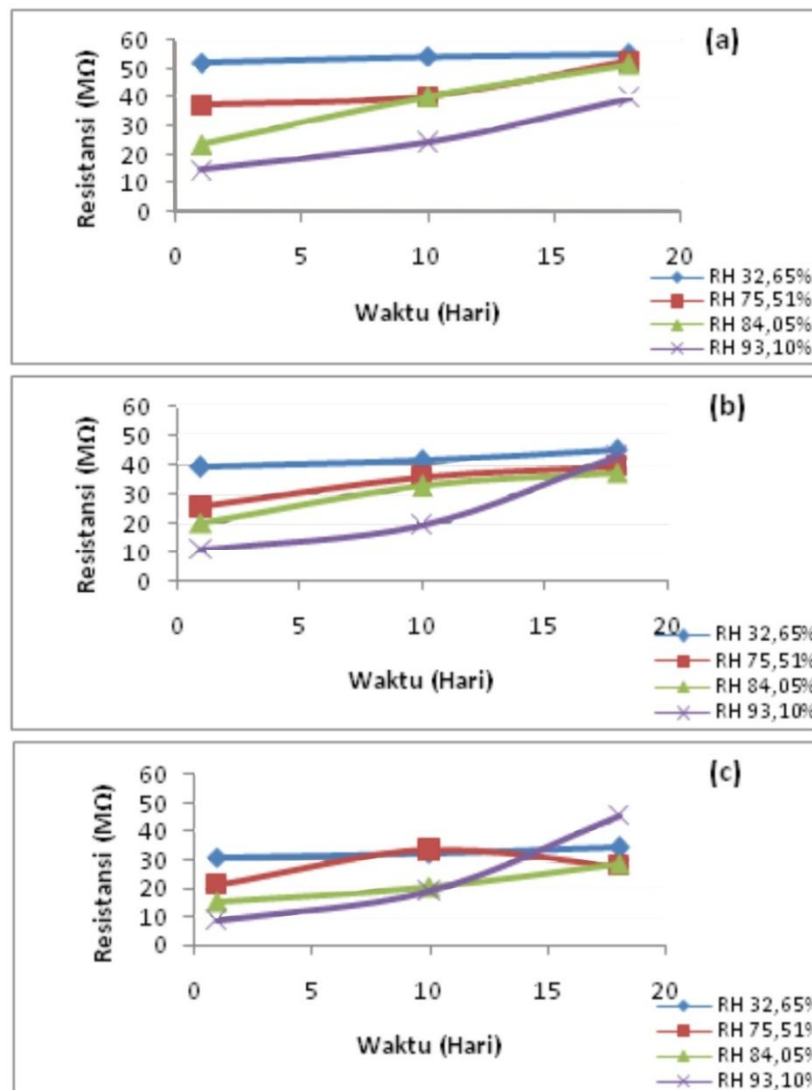 (a)
60
50
40
30
20
10
0
Resistansi (MΩ)
0 5 10 15 20
Waktu (Hari)
RH 32,65%
RH 75,51%
RH 84,05%
RH 93,10%
(b)
60
50
40
30
20
10
0
Resistansi (MΩ)
0 5 10 15 20
Waktu (Hari)
RH 32,65%
RH 75,51%
RH 84,05%
RH 93,10%
(c)
60
50
40
30
20
10
0
Resistansi (MΩ)
0 5 10 15 20
Waktu (Hari)
RH 32,65%
RH 75,51%
RH 84,05%
RH 93,10%